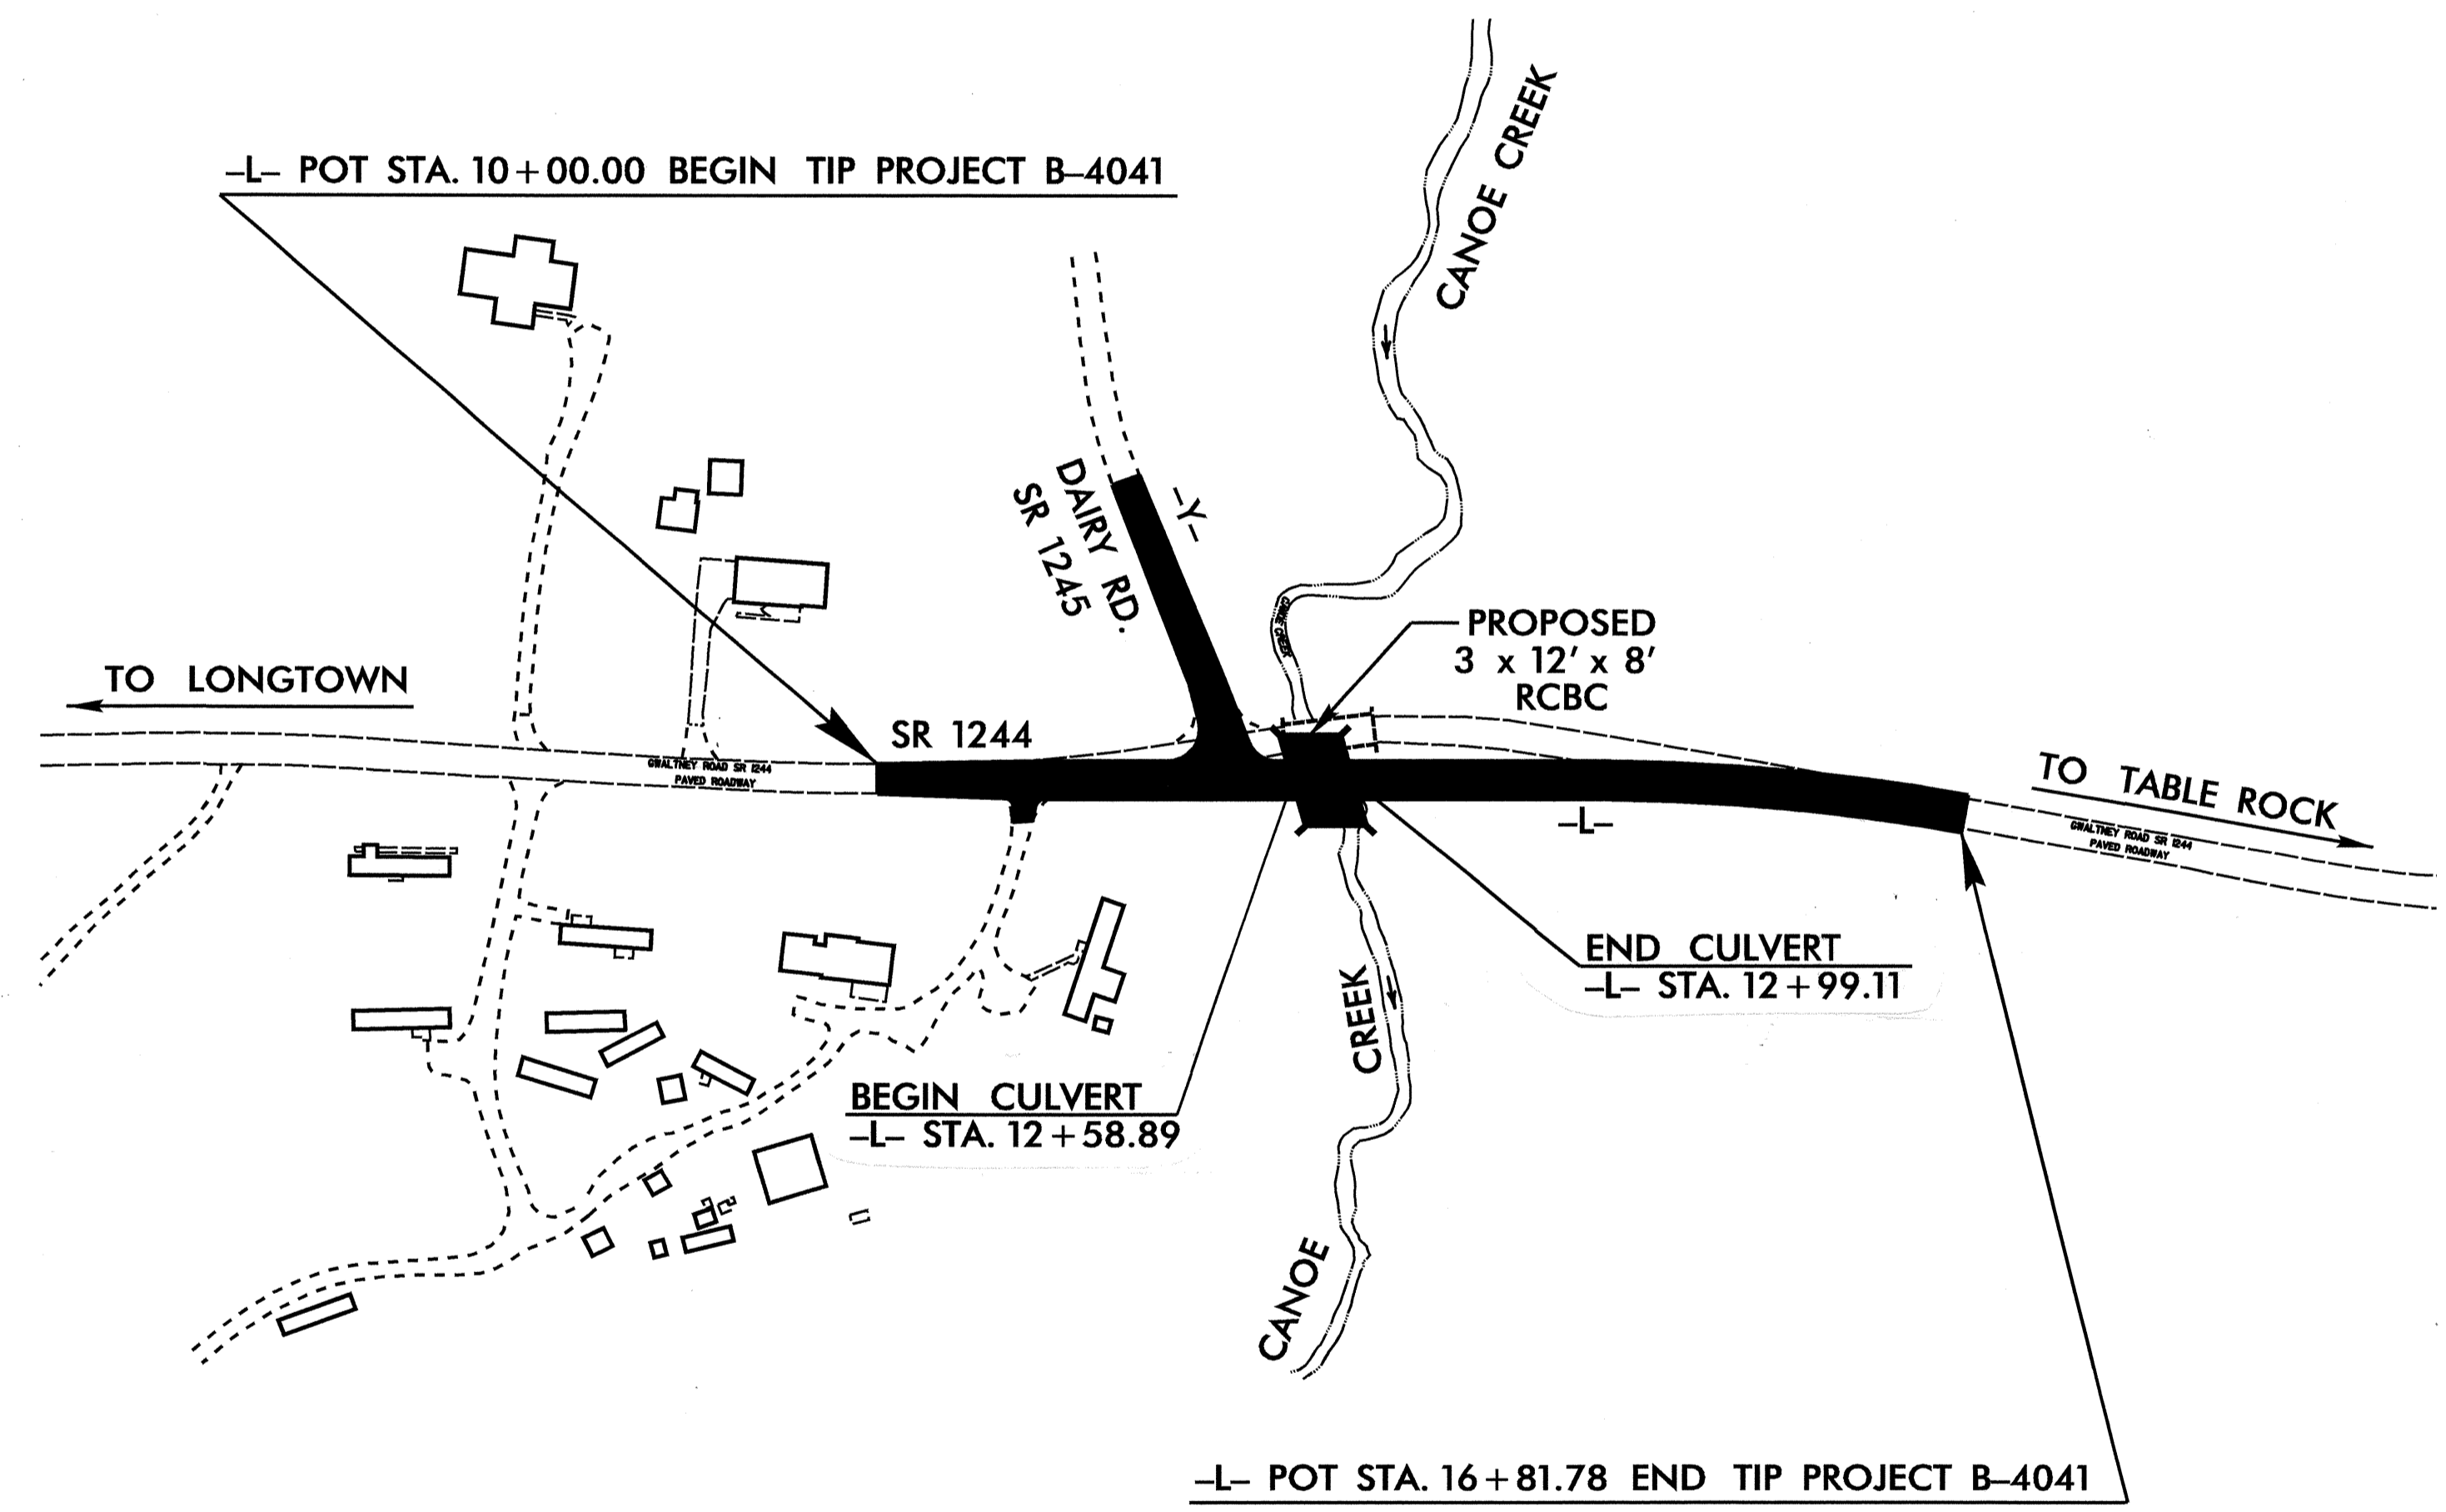 –L– POT STA. 10+00.00 BEGIN TIP PROJECT B–4041
CANOE CREEK
DAIRY RD.
SR 1245
–Y–
CANOE CREEK
PROPOSED
3 x 12' x 8'
RCBC
TO LONGTOWN
SR 1244
GWALTNEY ROAD SR 1244
PAVED ROADWAY
–L–
TO TABLE ROCK
GWALTNEY ROAD SR 1244
PAVED ROADWAY
END CULVERT
–L– STA. 12+99.11
BEGIN CULVERT
–L– STA. 12+58.89
CANOE CREEK
–L– POT STA. 16+81.78 END TIP PROJECT B–4041